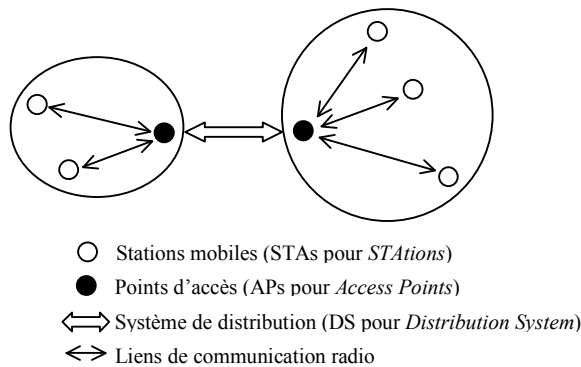 Stations mobiles (STAs pour STAtions)
Points d'accès (APs pour Access Points)
Système de distribution (DS pour Distribution System)
Liens de communication radio